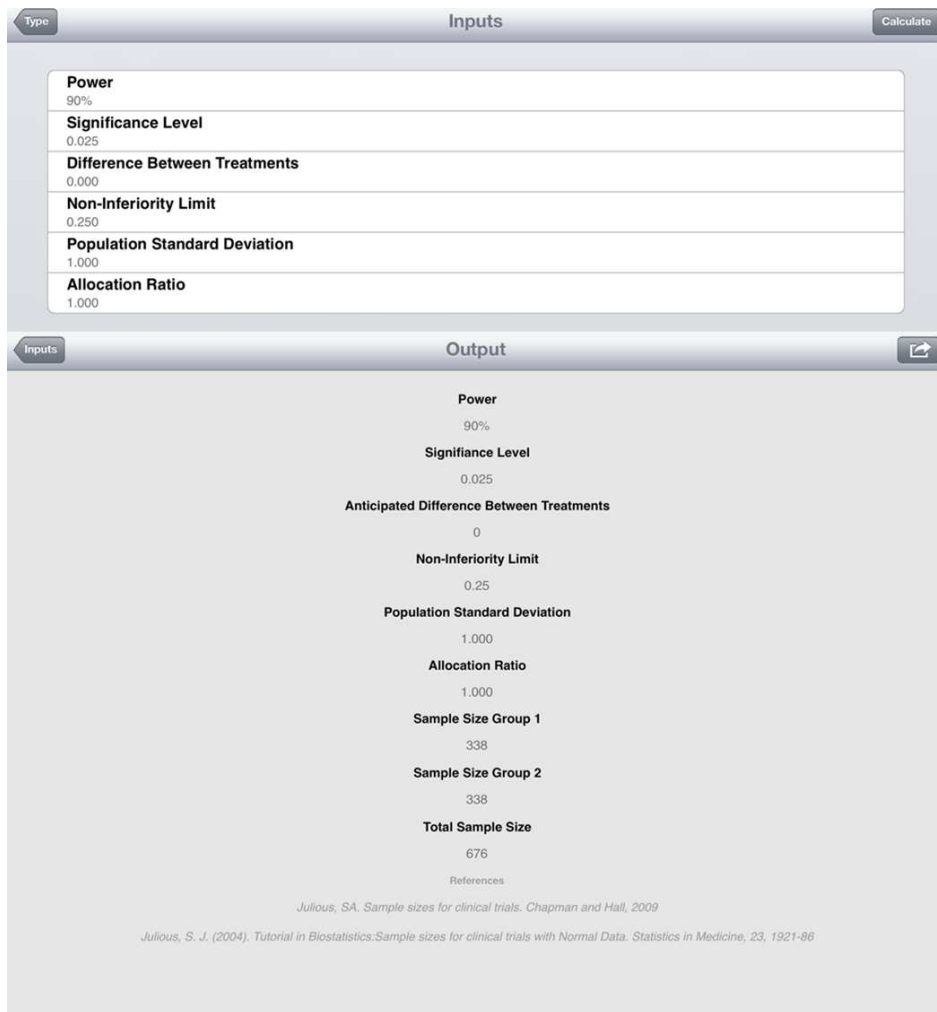 Type
Inputs
Calculate
Power
90%
Significance Level
0.025
Difference Between Treatments
0.000
Non-Inferiority Limit
0.250
Population Standard Deviation
1.000
Allocation Ratio
1.000
Inputs
Output
Power
90%
Signifiance Level
0.025
Anticipated Difference Between Treatments
0
Non-Inferiority Limit
0.25
Population Standard Deviation
1.000
Allocation Ratio
1.000
Sample Size Group 1
338
Sample Size Group 2
338
Total Sample Size
676
References
Julious, SA. Sample sizes for clinical trials. Chapman and Hall, 2009
Julious, S. J. (2004). Tutorial in Biostatistics:Sample sizes for clinical trials with Normal Data. Statistics in Medicine, 23, 1921-86